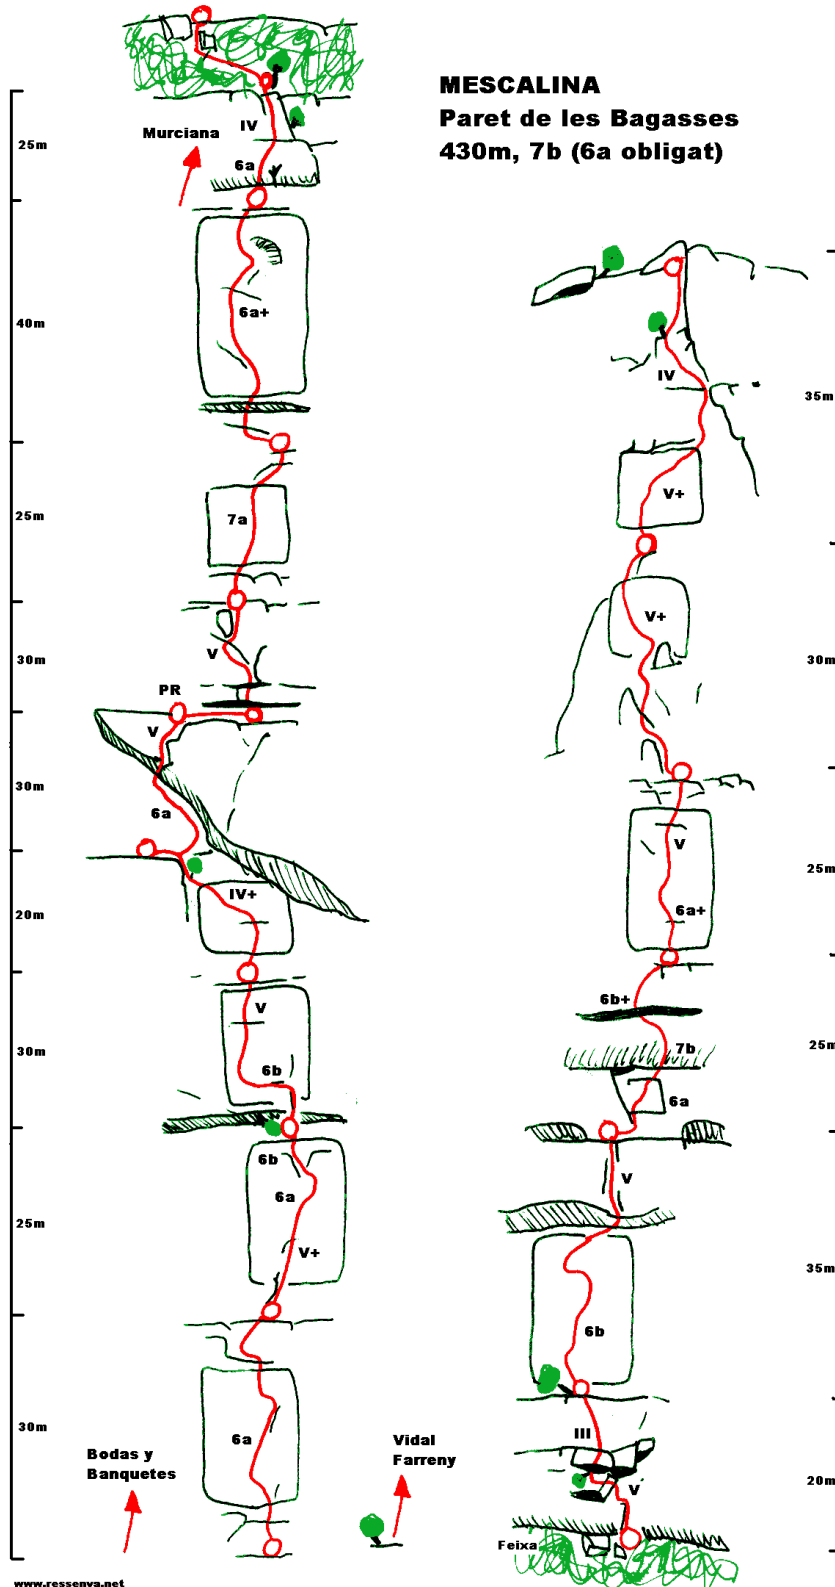 MESCALINA
Paret de les Bagasses
430m, 7b (6a obligat)
25m
Murciana
IV
6a
40m
6a+
25m
7a
30m
V
PR
V
30m
6a
20m
IV+
30m
V
6b
25m
6b
6a
V+
30m
6a
Bodas y
Banquetes
Vidal
Farreny
www.ressenya.net
35m
IV
V+
30m
V+
25m
V
6a+
25m
6b+
7b
6a
35m
V
6b
20m
III
V
Feixa